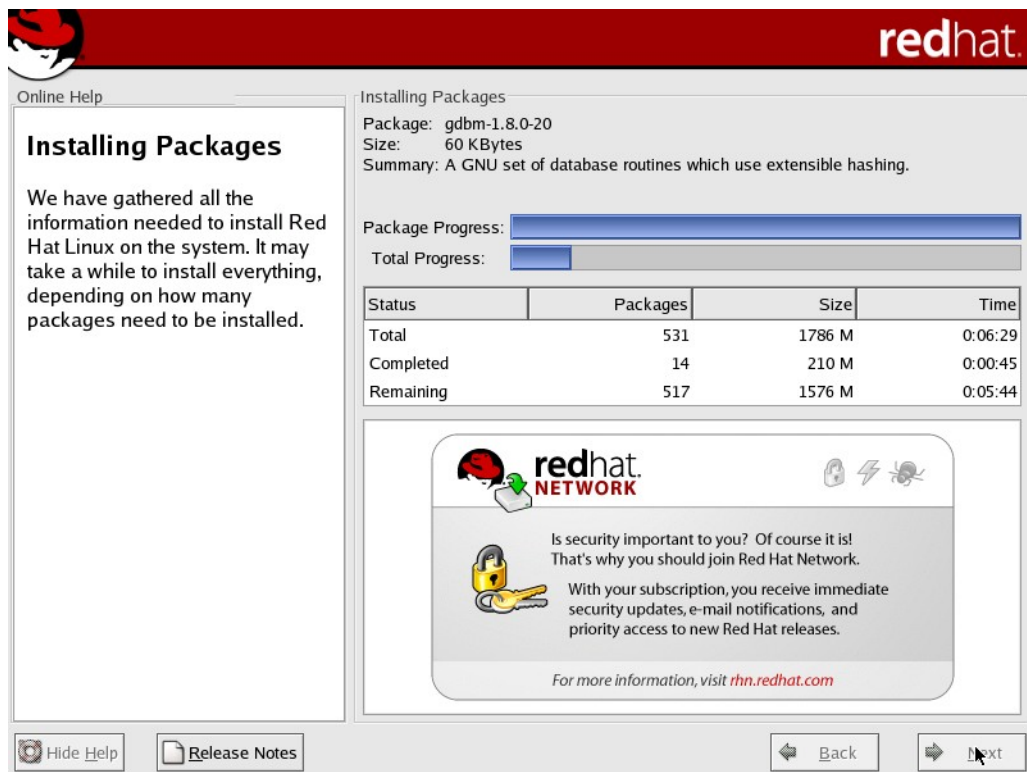 redhat.
Online Help
Installing Packages
We have gathered all the
information needed to install Red
Hat Linux on the system. It may
take a while to install everything,
depending on how many
packages need to be installed.
Installing Packages
Package: gdbm-1.8.0-20
Size: 60 KBytes
Summary: A GNU set of database routines which use extensible hashing.
Package Progress:
Total Progress:
Status Packages Size Time
Total 531 1786 M 0:06:29
Completed 14 210 M 0:00:45
Remaining 517 1576 M 0:05:44
redhat.
NETWORK
Is security important to you? Of course it is!
That's why you should join Red Hat Network.
With your subscription, you receive immediate
security updates, e-mail notifications, and
priority access to new Red Hat releases.
For more information, visit rhn.redhat.com
Hide Help Release Notes Back Next